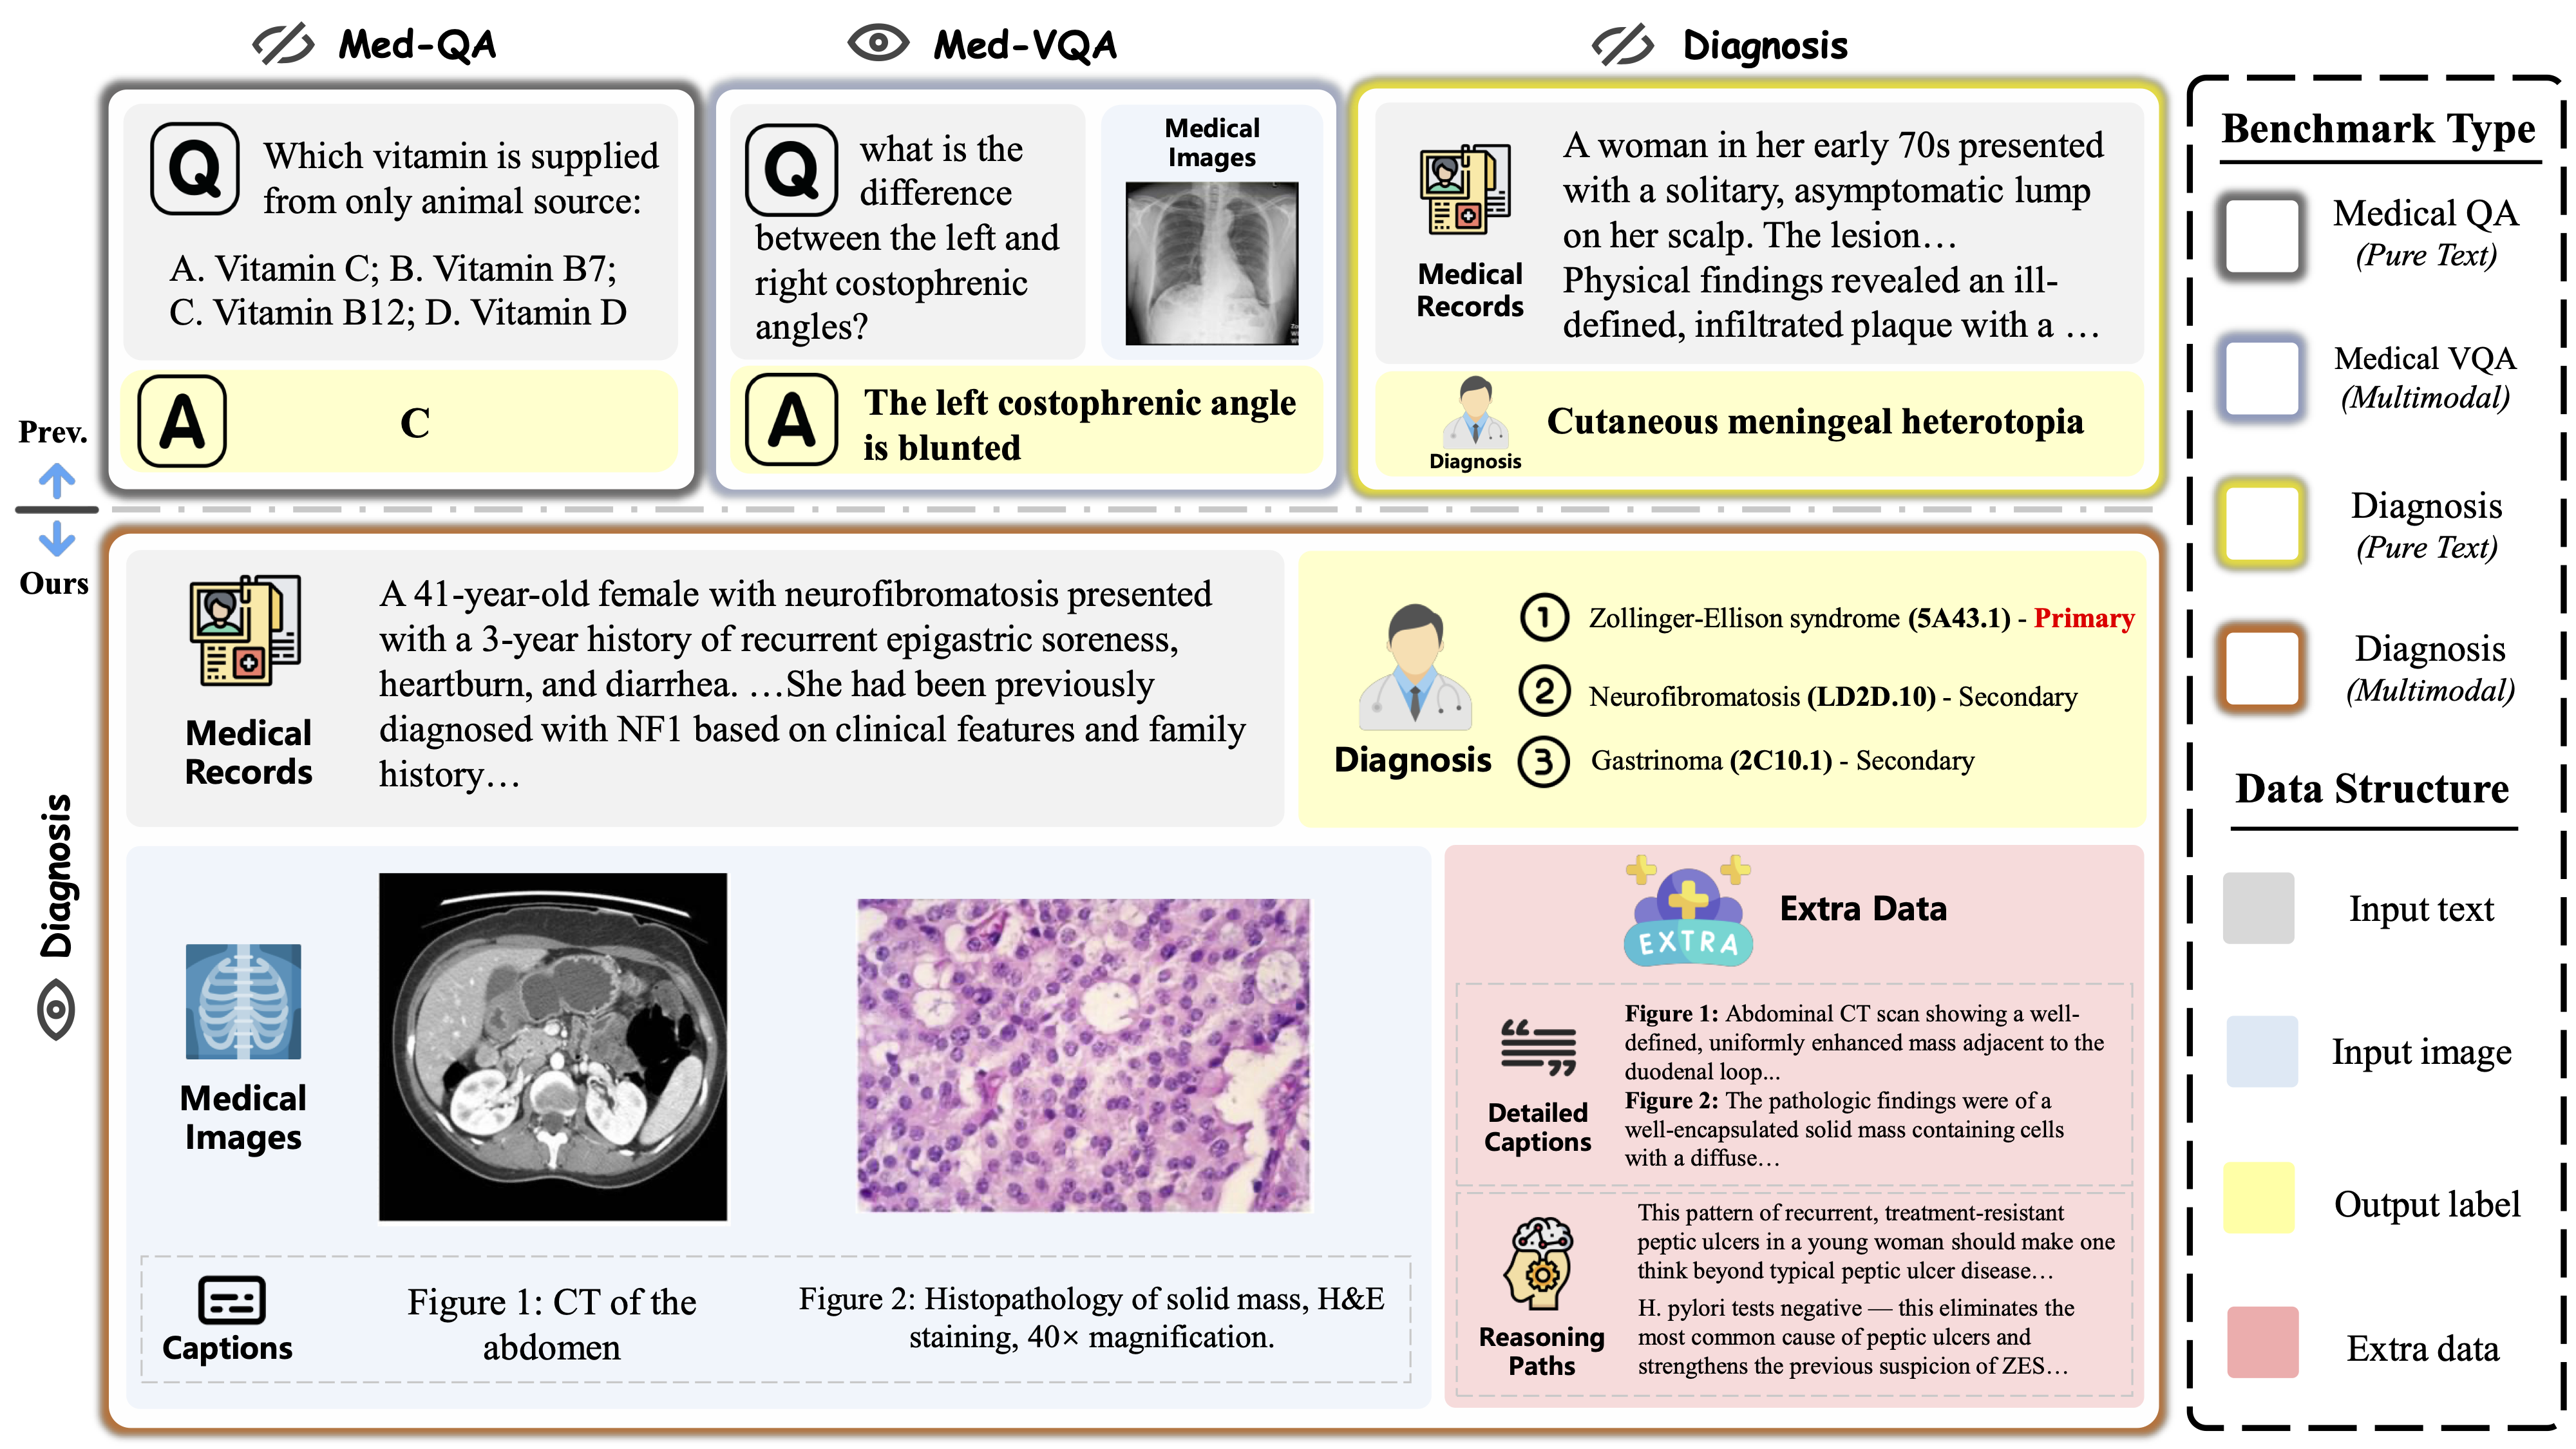 Med-QA
Med-VQA
Diagnosis
Q
Which vitamin is supplied
from only animal source:
A. Vitamin C; B. Vitamin B7;
C. Vitamin B12; D. Vitamin D
A
C
Q
what is the
difference
between the left and
right costophrenic
angles?
Medical
Images
A
The left costophrenic angle
is blunted
Medical
Records
A woman in her early 70s presented
with a solitary, asymptomatic lump
on her scalp. The lesion…
Physical findings revealed an ill-
defined, infiltrated plaque with a …
Diagnosis
Cutaneous meningeal heterotopia
Prev.
Ours
Diagnosis
Medical
Records
A 41-year-old female with neurofibromatosis presented
with a 3-year history of recurrent epigastric soreness,
heartburn, and diarrhea. …She had been previously
diagnosed with NF1 based on clinical features and family
history…
Diagnosis
1 Zollinger-Ellison syndrome (5A43.1) - Primary
2 Neurofibromatosis (LD2D.10) - Secondary
3 Gastrinoma (2C10.1) - Secondary
Medical
Images
Captions
Figure 1: CT of the
abdomen
Figure 2: Histopathology of solid mass, H&E
staining, 40× magnification.
EXTRA
Extra Data
Detailed
Captions
Figure 1: Abdominal CT scan showing a well-
defined, uniformly enhanced mass adjacent to the
duodenal loop...
Figure 2: The pathologic findings were of a
well-encapsulated solid mass containing cells
with a diffuse…
Reasoning
Paths
This pattern of recurrent, treatment-resistant
peptic ulcers in a young woman should make one
think beyond typical peptic ulcer disease…
H. pylori tests negative — this eliminates the
most common cause of peptic ulcers and
strengthens the previous suspicion of ZES…
Benchmark Type
Medical QA
(Pure Text)
Medical VQA
(Multimodal)
Diagnosis
(Pure Text)
Diagnosis
(Multimodal)
Data Structure
Input text
Input image
Output label
Extra data